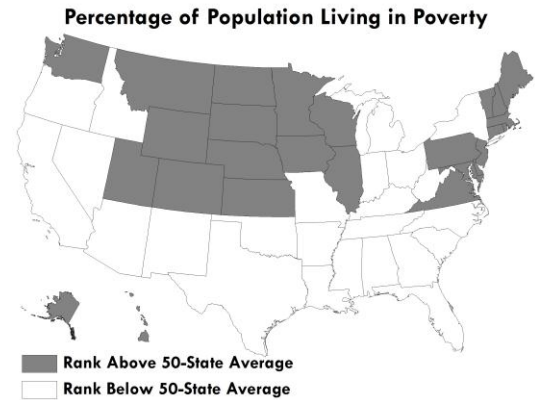 Percentage of Population Living in Poverty
Rank Above 50-State Average
Rank Below 50-State Average